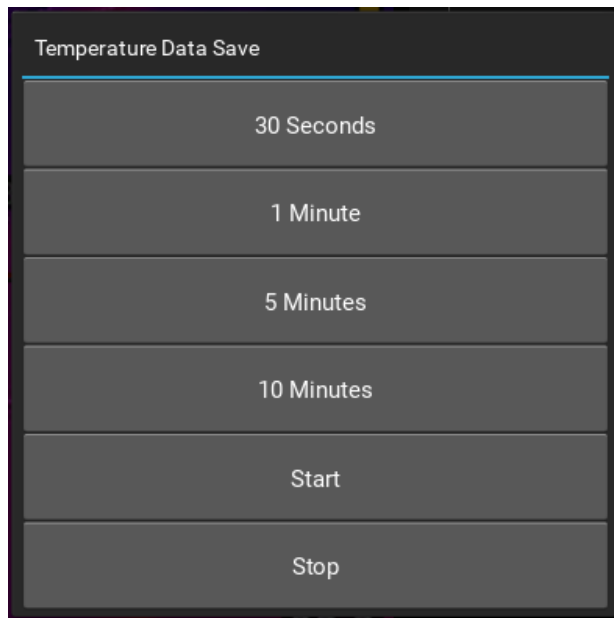 Temperature Data Save
30 Seconds
1 Minute
5 Minutes
10 Minutes
Start
Stop